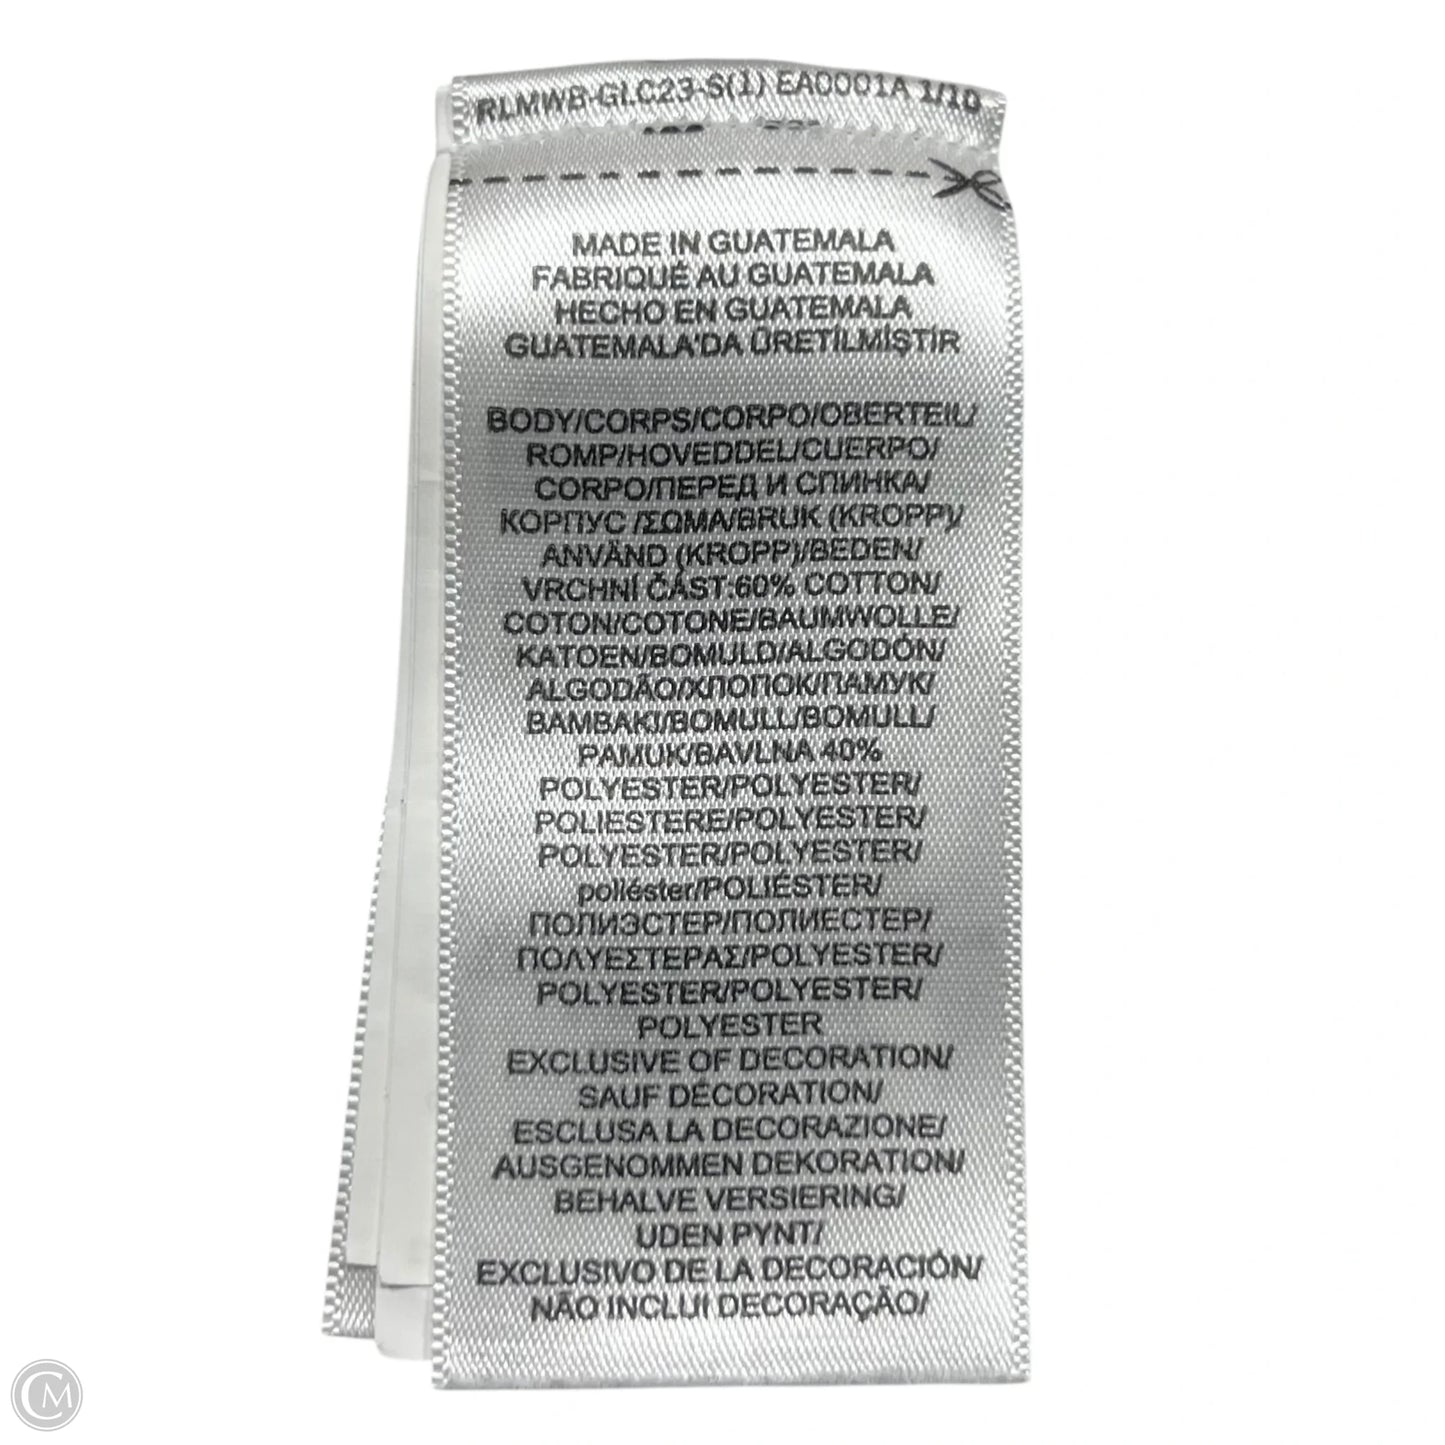 RLMWB-GLC23-S(1) EA0001A 1/10
MADE IN GUATEMALA
FABRIQUÉ AU GUATEMALA
HECHO EN GUATEMALA
GUATEMALA'DA ÜRETİLMİŞTİR
BODY/CORPS/CORPO/OBERTEIL/
ROMP/HOVEDDEL/CUERPO/
CORPO/ПЕРЕД И СПИНКА/
КОРПУС /ΣΩΜΑ/BRUK (KROPP)/
ANVÄND (KROPP)/BEDEN/
VRCHNÍ ČÁST:60% COTTON/
COTON/COTONE/BAUMWOLLE/
KATOEN/BOMULD/ALGODÓN/
ALGODÃO/ХЛОПОК/ПАМУК/
BAMBAKI/BOMULL/BOMULL/
PAMUK/BAVLNA 40%
POLYESTER/POLYESTER/
POLIESTERE/POLYESTER/
POLYESTER/POLYESTER/
poliéster/POLIÉSTER/
ПОЛИЭСТЕР/ПОЛИЕСТЕР/
ΠΟΛΥΕΣΤΕΡΑΣ/POLYESTER/
POLYESTER/POLYESTER/
POLYESTER
EXCLUSIVE OF DECORATION/
SAUF DÉCORATION/
ESCLUSA LA DECORAZIONE/
AUSGENOMMEN DEKORATION/
BEHALVE VERSIERING/
UDEN PYNT/
EXCLUSIVO DE LA DECORACIÓN/
NÃO INCLUI DECORAÇÃO/
CM